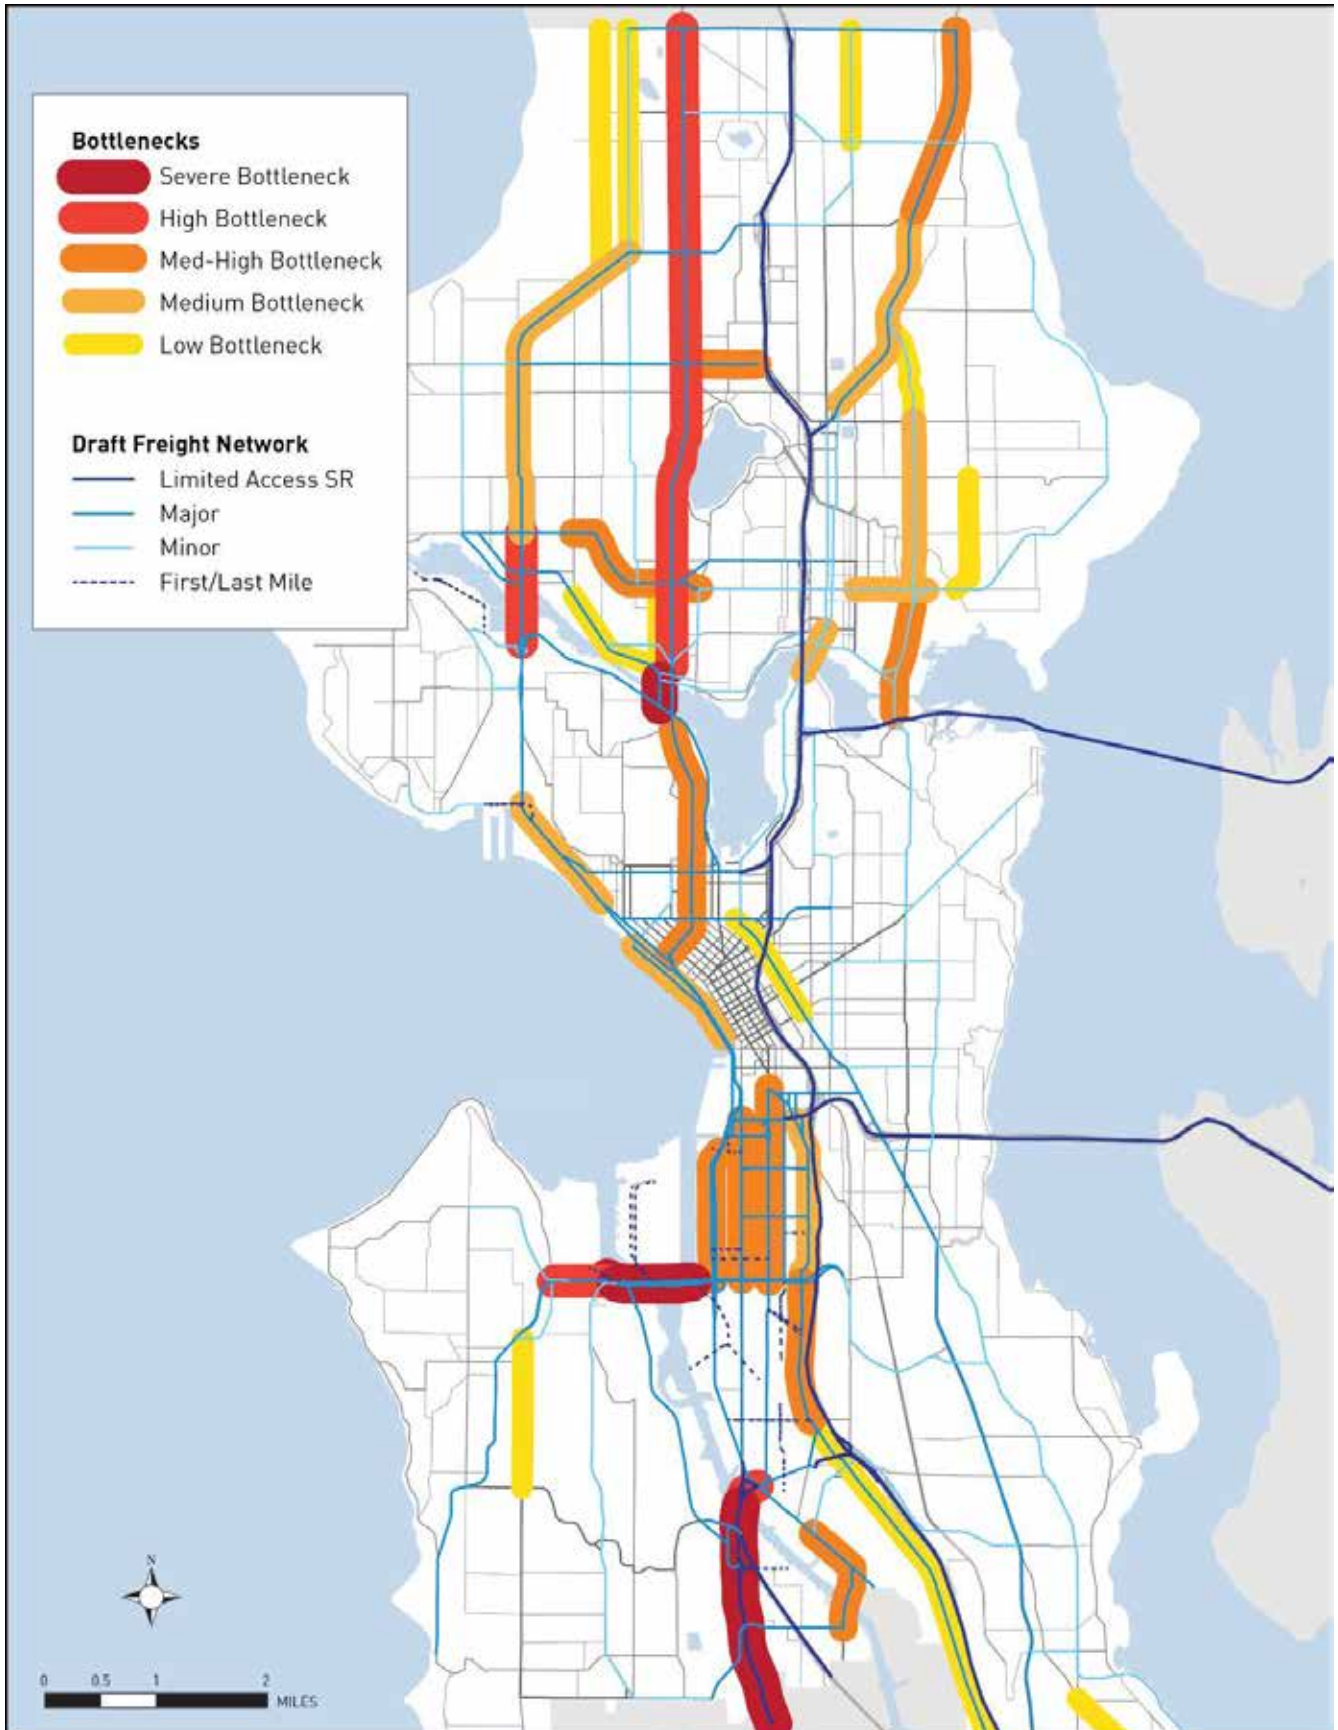 Bottlenecks
Severe Bottleneck
High Bottleneck
Med-High Bottleneck
Medium Bottleneck
Low Bottleneck
Draft Freight Network
Limited Access SR
Major
Minor
First/Last Mile
N
0 0.5 1 2
MILES